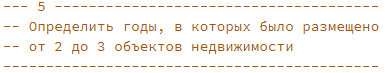 --- 5 -----------------------------------
-- Определить годы, в которых было размещено
-- от 2 до 3 объектов недвижимости
-----------------------------------------